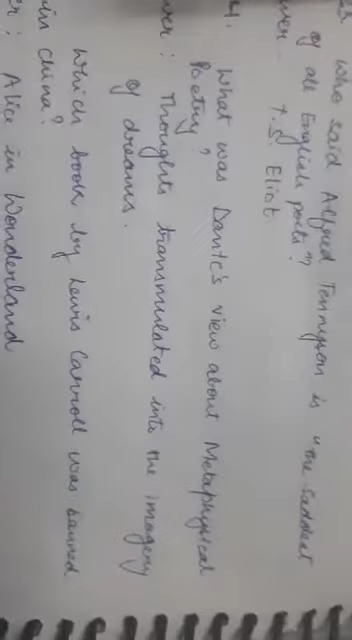 who said Alfred Tennyson is "the saddest
of all English poets"?
T. S. Eliot
4. What was Dante's view about Metaphysical
Poetry?
: Thoughts transmulated into the imagery
of dreams.
Which book by Lewis Carroll was banned
in China?
: Alice in Wonderland